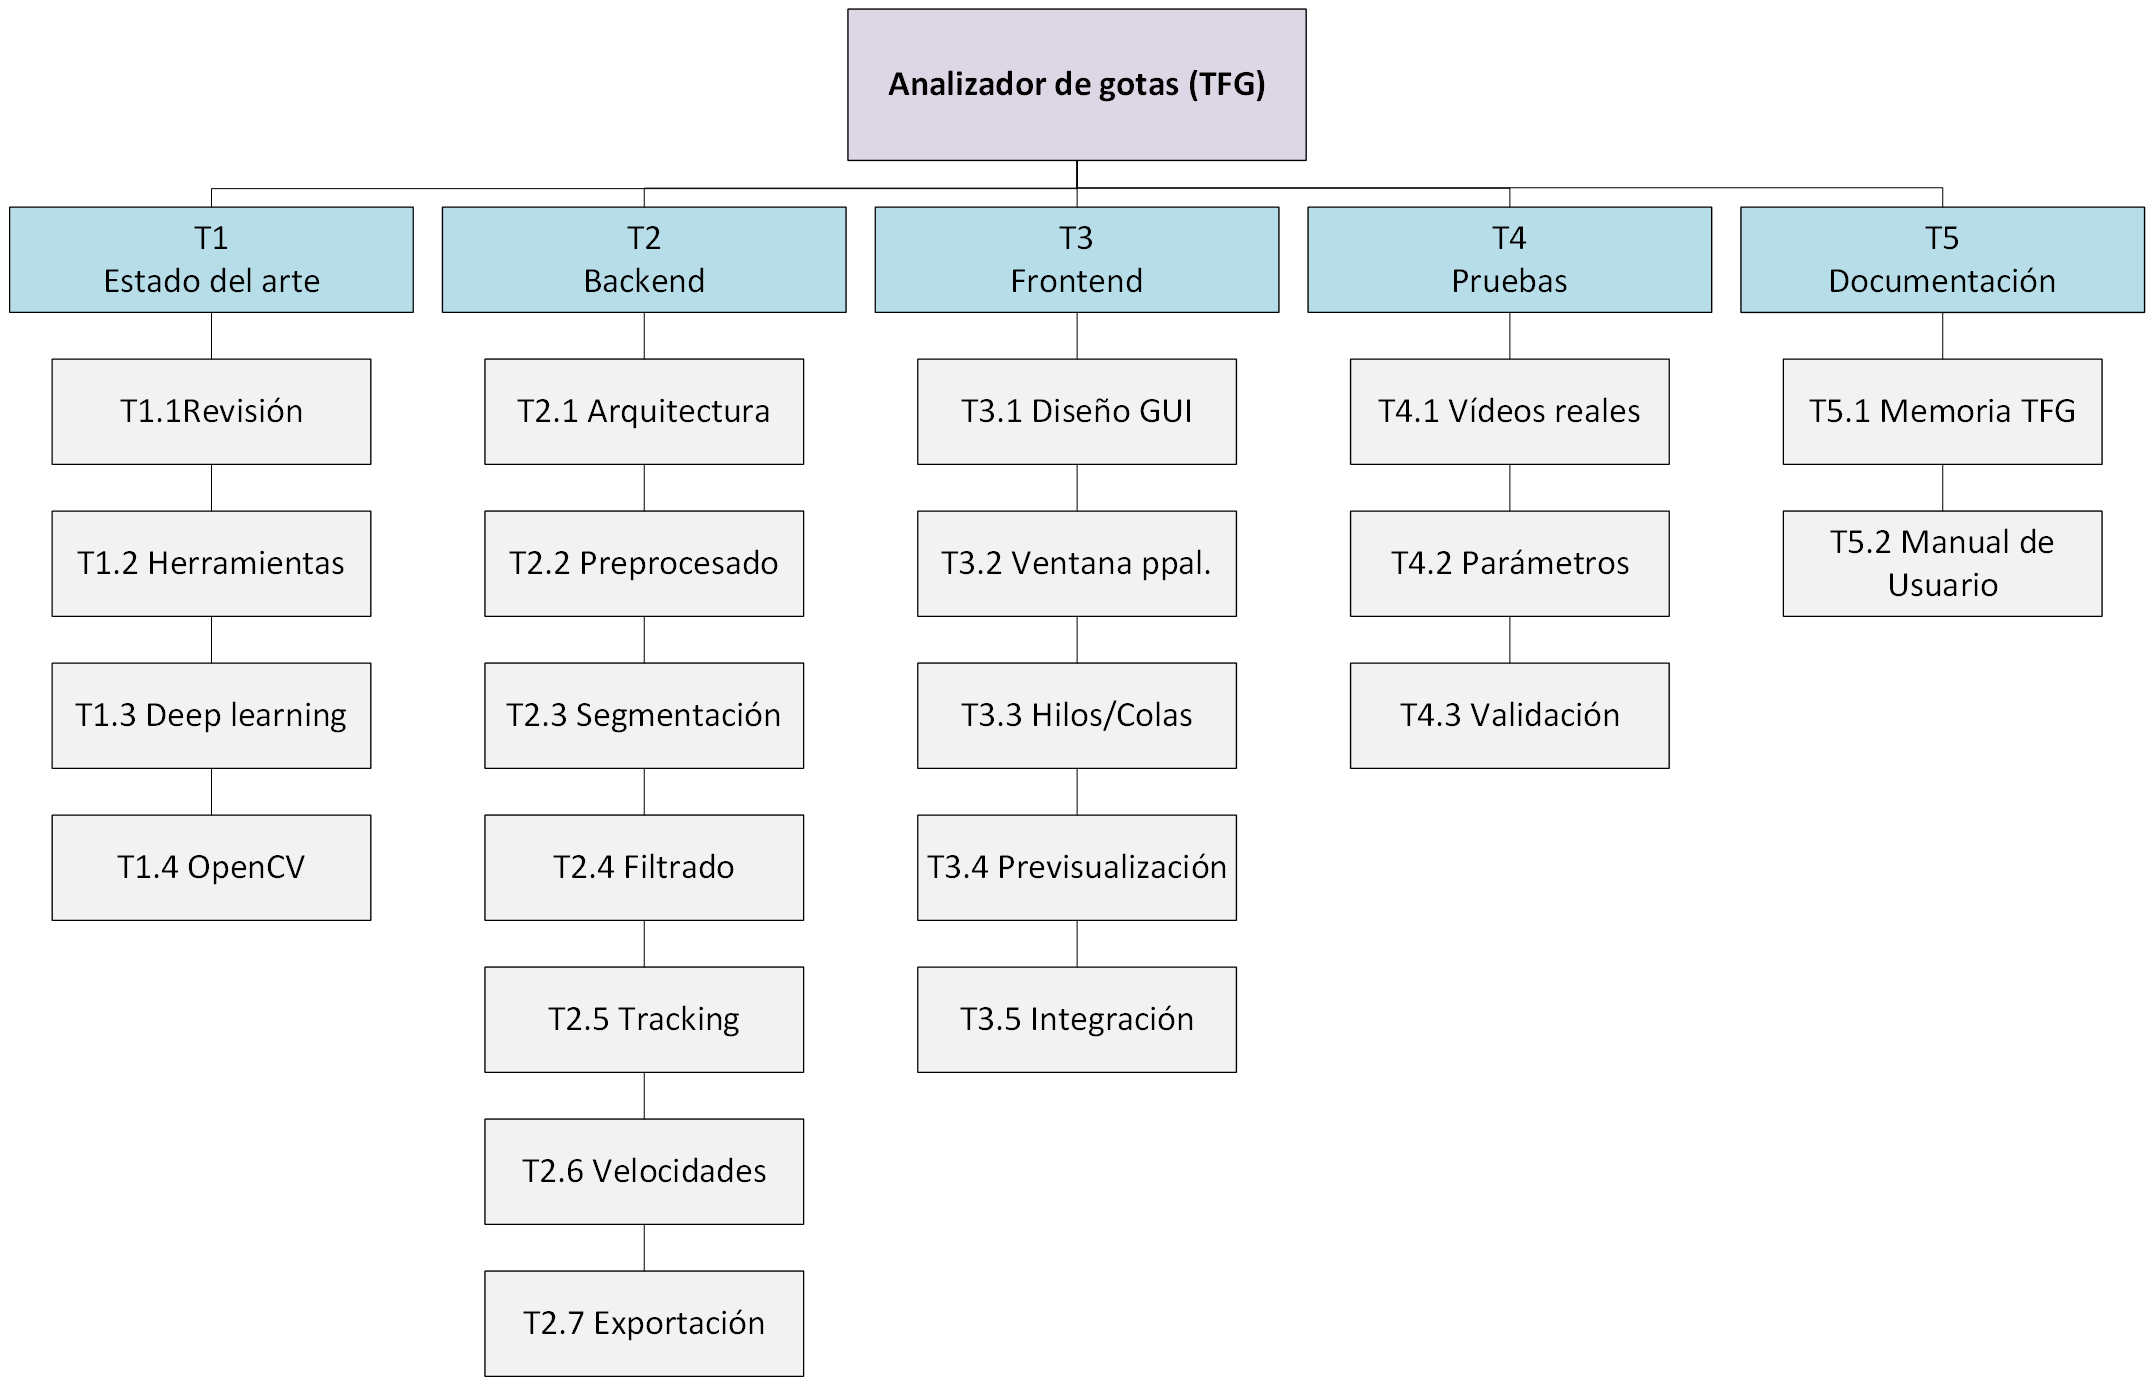 Analizador de gotas (TFG)
T1
Estado del arte
T2
Backend
T3
Frontend
T4
Pruebas
T5
Documentación
T1.1Revisión
T1.2 Herramientas
T1.3 Deep learning
T1.4 OpenCV
T2.1 Arquitectura
T2.2 Preprocesado
T2.3 Segmentación
T2.4 Filtrado
T2.5 Tracking
T2.6 Velocidades
T2.7 Exportación
T3.1 Diseño GUI
T3.2 Ventana ppal.
T3.3 Hilos/Colas
T3.4 Previsualización
T3.5 Integración
T4.1 Vídeos reales
T4.2 Parámetros
T4.3 Validación
T5.1 Memoria TFG
T5.2 Manual de
Usuario